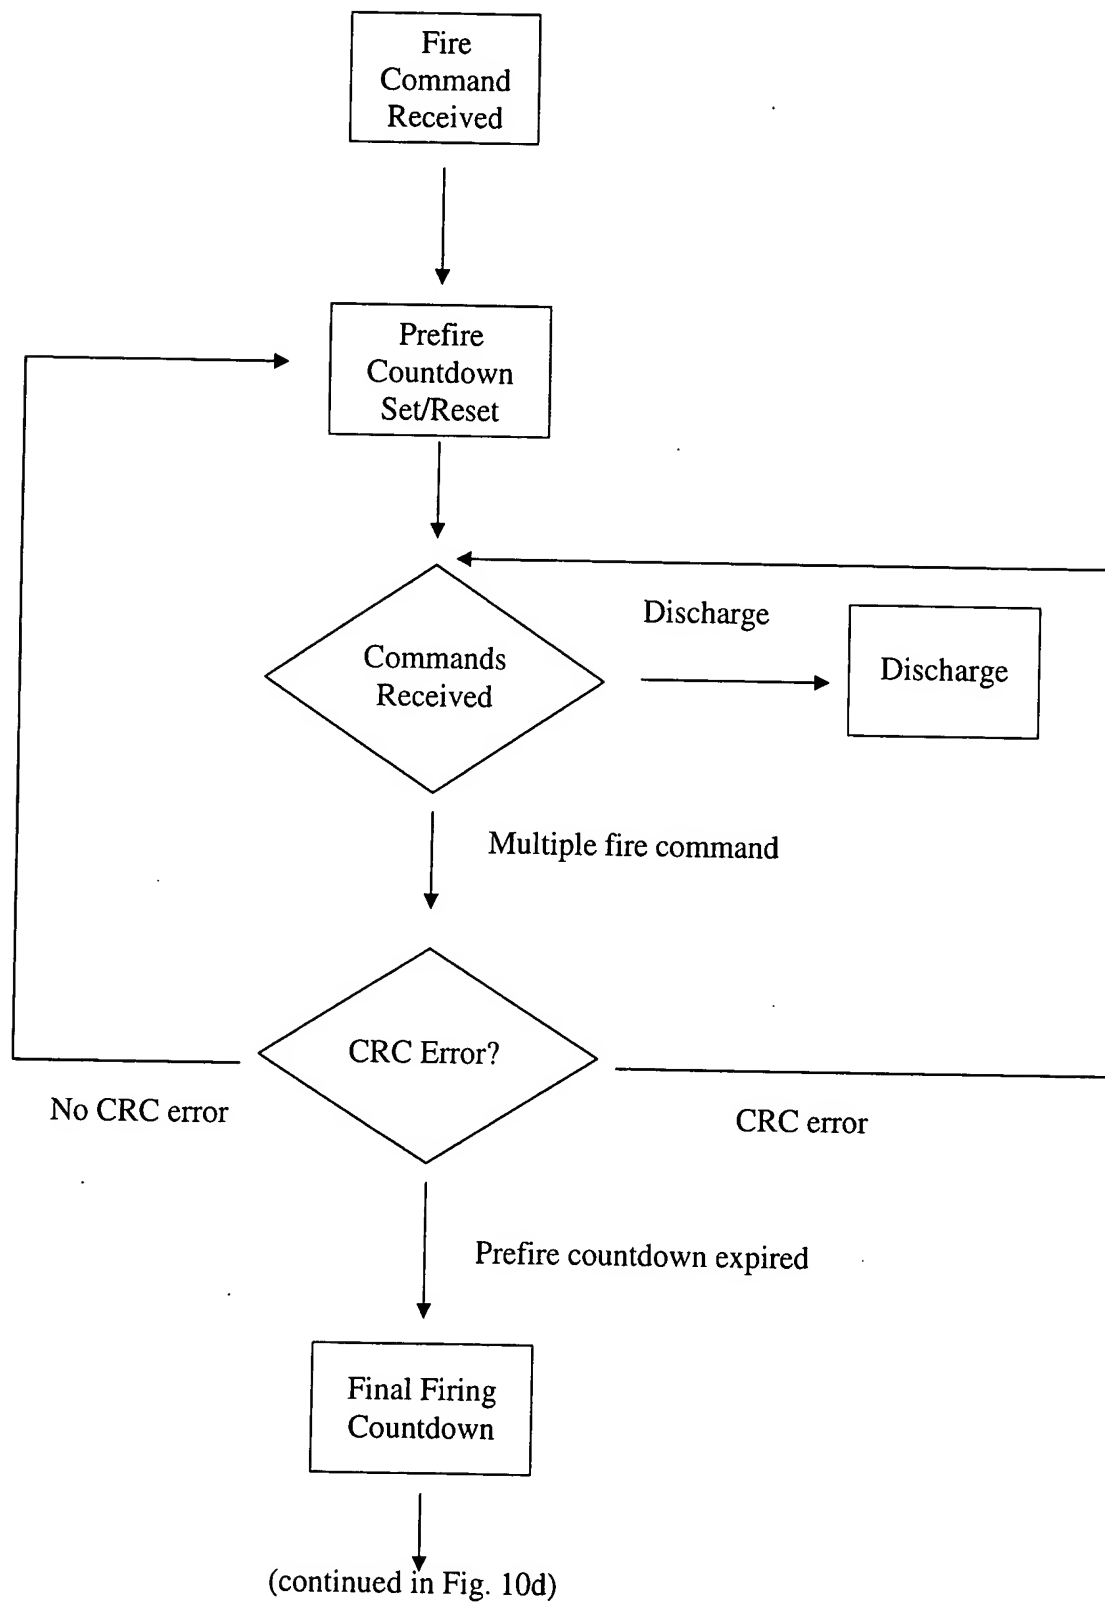 Fire
Command
Received
Prefire
Countdown
Set/Reset
Discharge
Commands
Received
Discharge
Multiple fire command
CRC Error?
No CRC error
CRC error
Prefire countdown expired
Final Firing
Countdown
(continued in Fig. 10d)